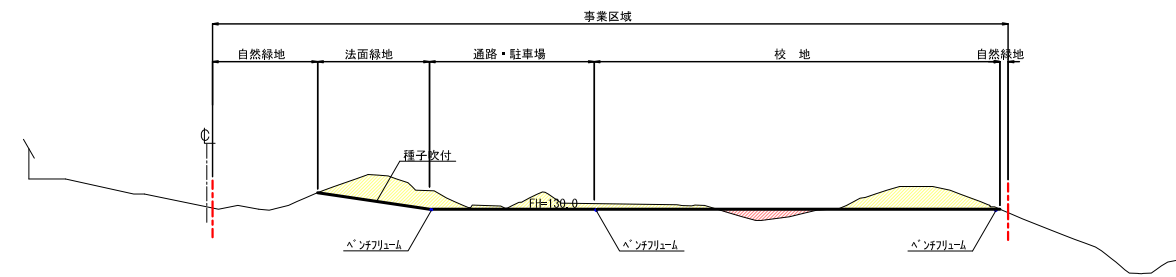 事業区域
自然緑地
法面緑地
通路・駐車場
校 地
自然緑地
℄
種子吹付
FH=130.0
ﾍﾞﾝﾁﾌﾘｭｰﾑ
ﾍﾞﾝﾁﾌﾘｭｰﾑ
ﾍﾞﾝﾁﾌﾘｭｰﾑ